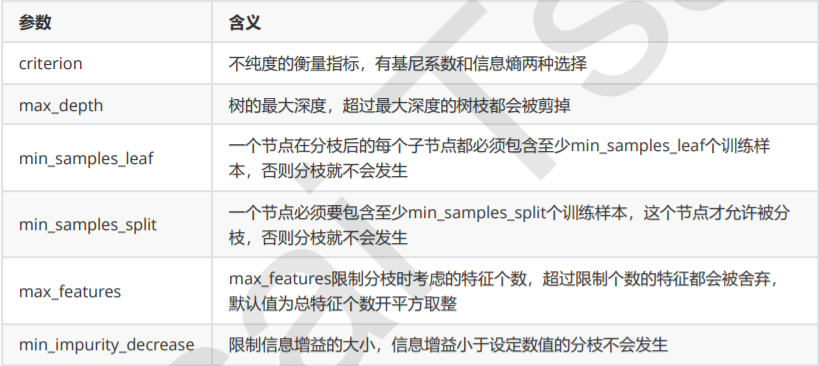 参数 含义
criterion 不纯度的衡量指标，有基尼系数和信息熵两种选择
max_depth 树的最大深度，超过最大深度的树枝都会被剪掉
min_samples_leaf 一个节点在分枝后的每个子节点都必须包含至少min_samples_leaf个训练样
本，否则分枝就不会发生
min_samples_split 一个节点必须要包含至少min_samples_split个训练样本，这个节点才允许被分
枝，否则分枝就不会发生
max_features max_features限制分枝时考虑的特征个数，超过限制个数的特征都会被舍弃，
默认值为总特征个数开平方取整
min_impurity_decrease 限制信息增益的大小，信息增益小于设定数值的分枝不会发生